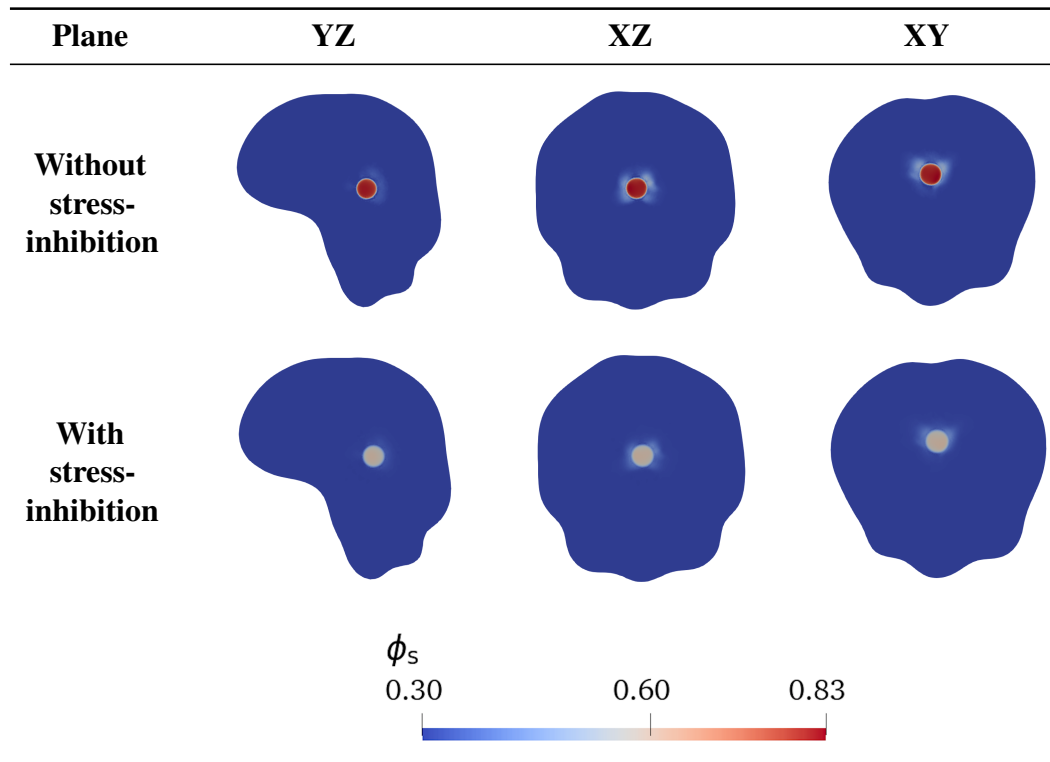 Plane YZ XZ XY
Without
stress-
inhibition
With
stress-
inhibition
ϕs
0.30 0.60 0.83